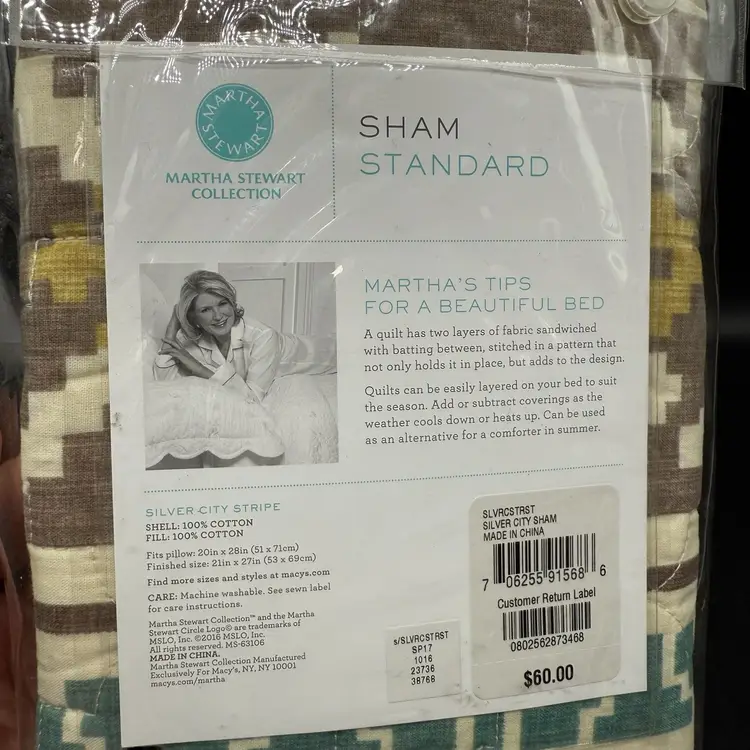 MARTHA
STEWART
MARTHA STEWART
COLLECTION
SHAM
STANDARD
MARTHA'S TIPS
FOR A BEAUTIFUL BED
A quilt has two layers of fabric sandwiched
with batting between, stitched in a pattern that
not only holds it in place, but adds to the design.
Quilts can be easily layered on your bed to suit
the season. Add or subtract coverings as the
weather cools down or heats up. Can be used
as an alternative for a comforter in summer.
SILVER CITY STRIPE
SHELL: 100% COTTON
FILL: 100% COTTON
Fits pillow: 20in x 28in (51 x 71cm)
Finished size: 21in x 27in (53 x 69cm)
Find more sizes and styles at macys.com
CARE: Machine washable. See sewn label
for care instructions.
Martha Stewart Collection™ and the Martha
Stewart Circle Logo© are trademarks of
MSLO, Inc. ©2016 MSLO, Inc.
All rights reserved. MS-63106
MADE IN CHINA.
Martha Stewart Collection Manufactured
Exclusively For Macy's, NY, NY 10001
macys.com/martha
s/SLVRCSTRST
SP17
1016
23736
38768
SLVRCSTRST
SILVER CITY SHAM
MADE IN CHINA
7 06255 91568 6
Customer Return Label
0802562873468
$60.00